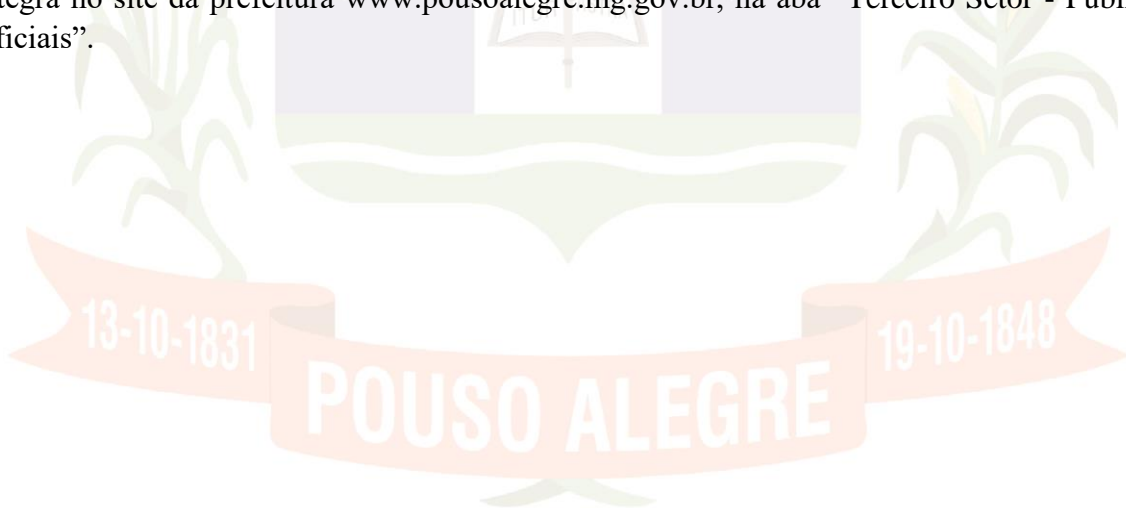 tegra no site da prefeitura www.pousoalegre.mg.gov.br, na aba “Terceiro Setor - Publi
ficiais”.
13-10-1831
19-10-1848
POUSO ALEGRE